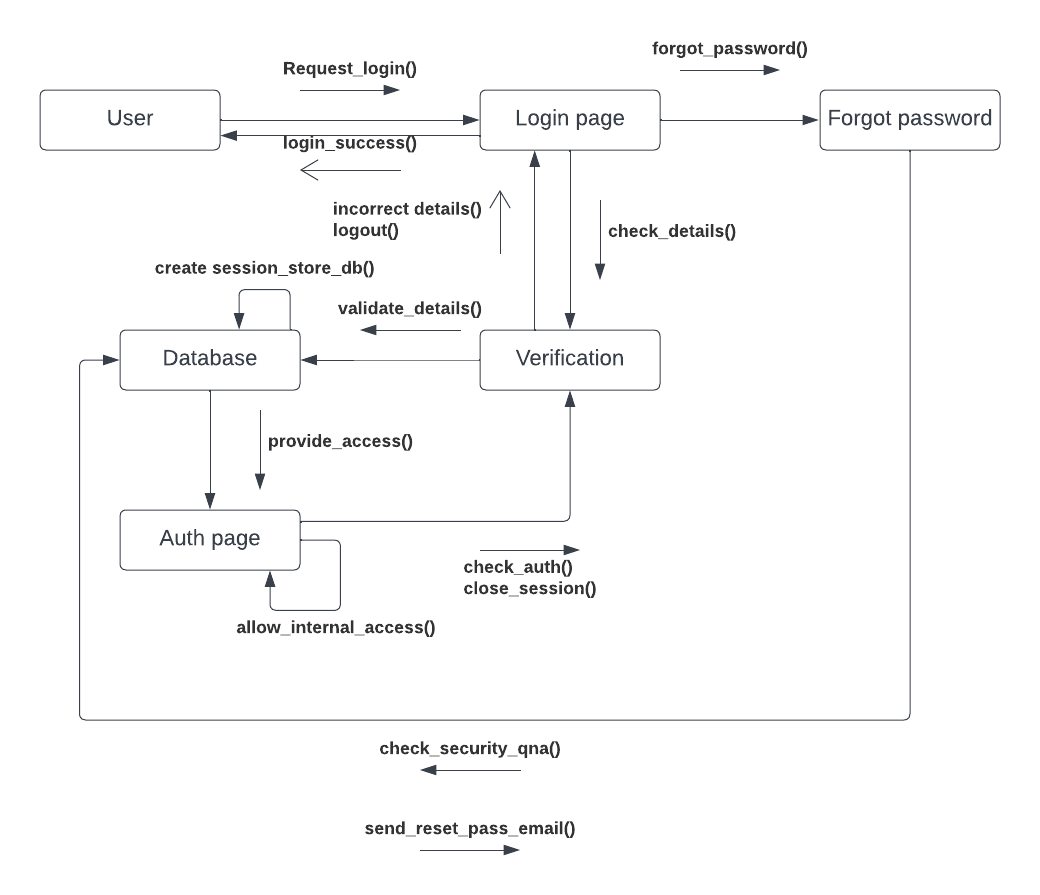 forgot_password()
Request_login()
User
Login page
Forgot password
login_success()
incorrect details()
logout()
check_details()
create session_store_db()
validate_details()
Database
Verification
provide_access()
Auth page
check_auth()
close_session()
allow_internal_access()
check_security_qna()
send_reset_pass_email()